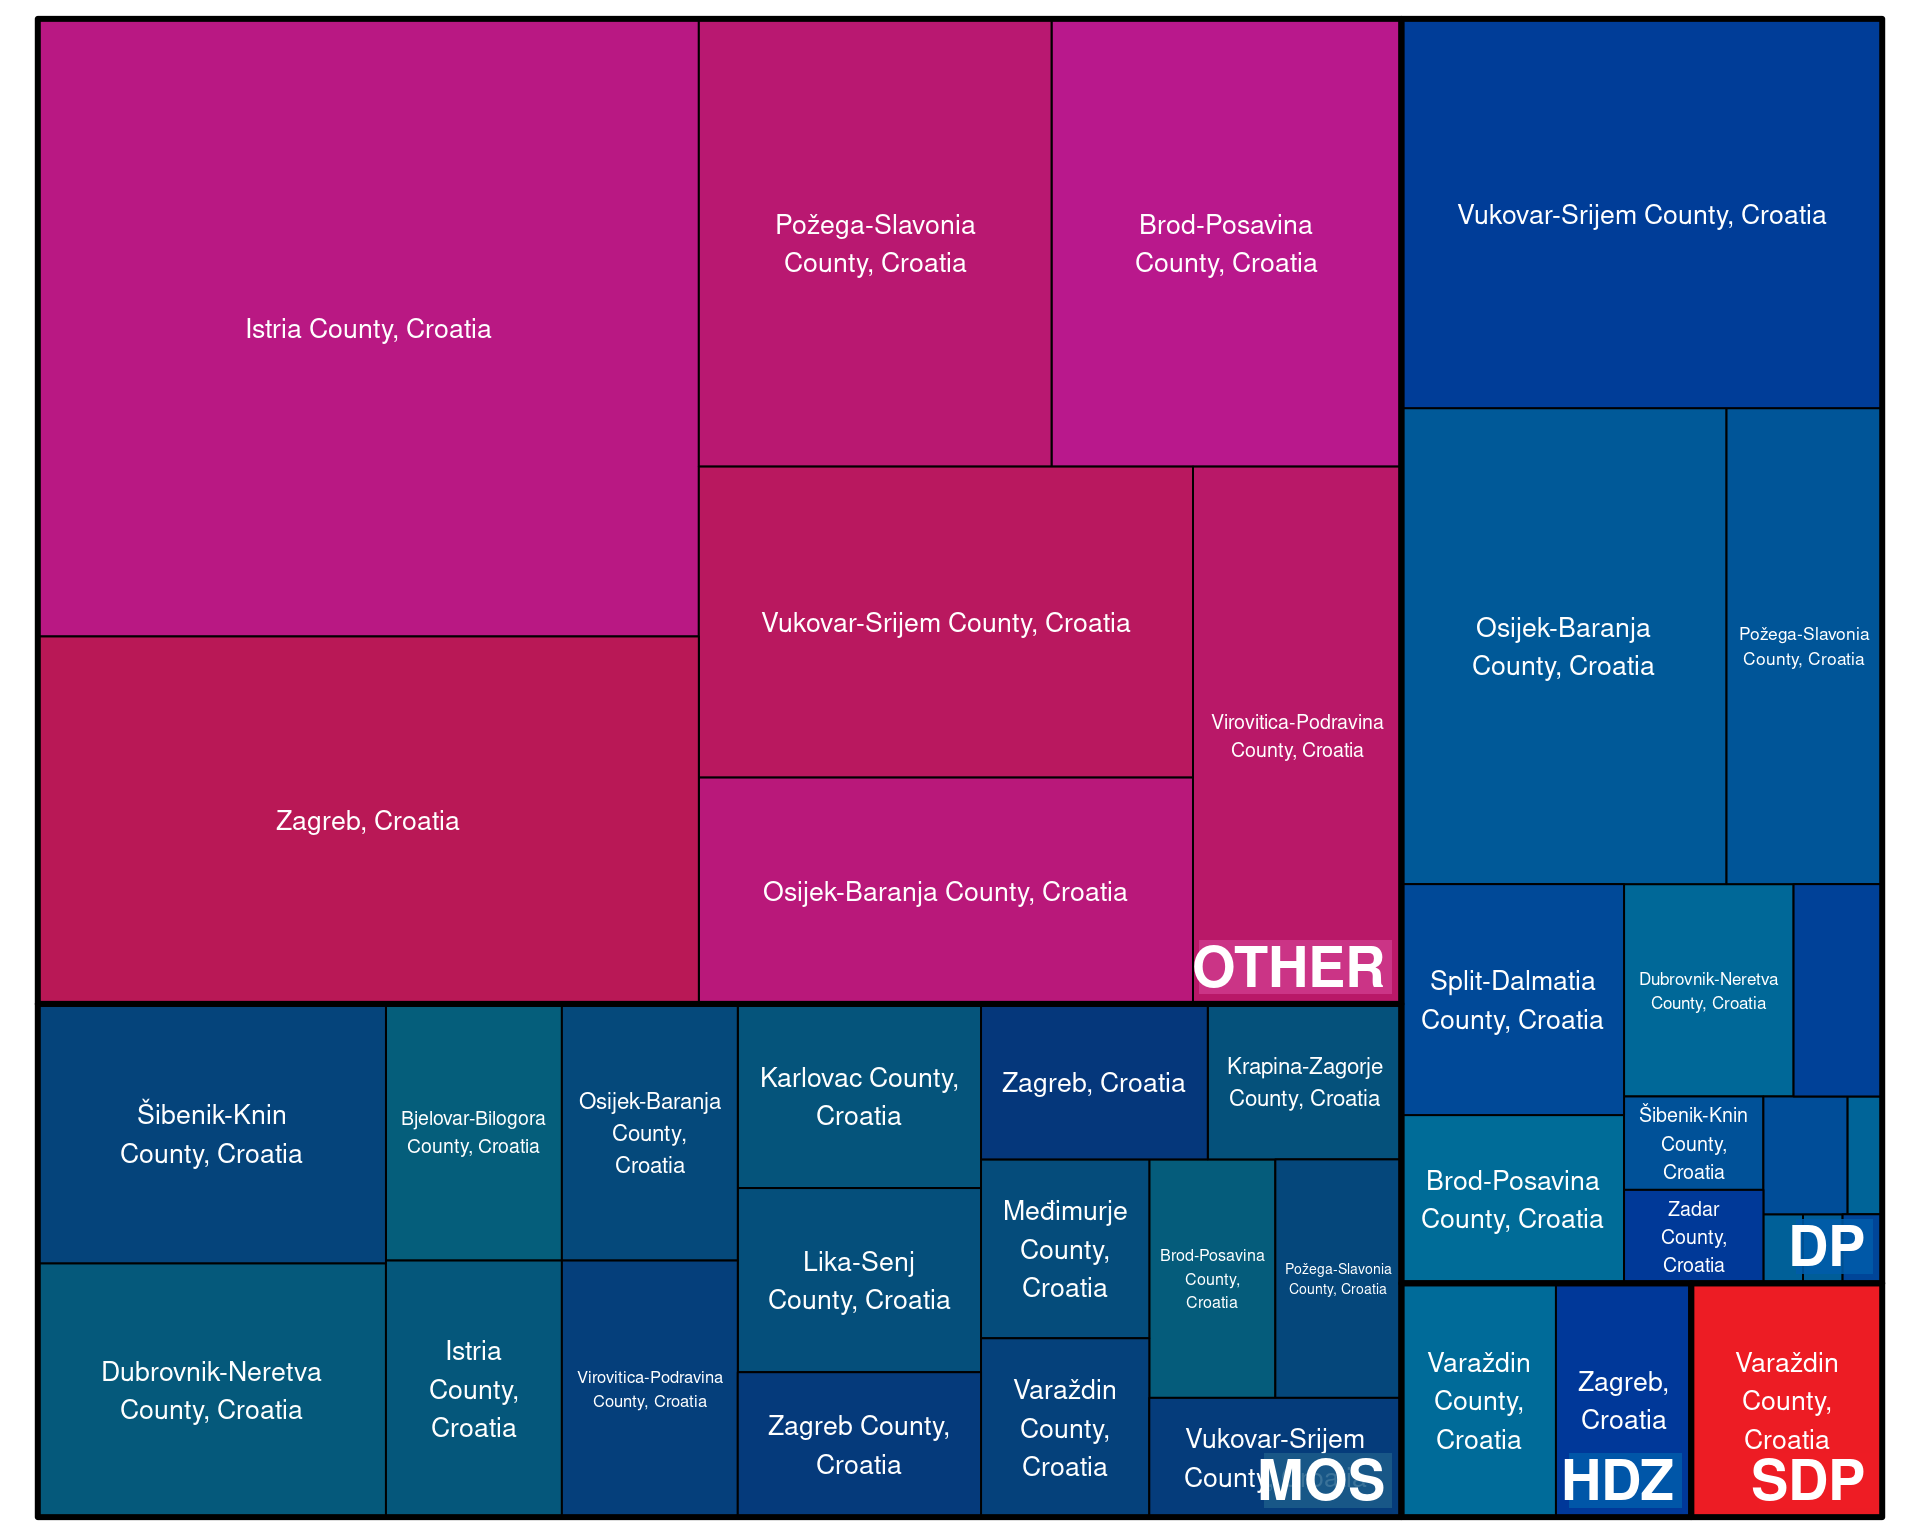 Istria County, Croatia
Zagreb, Croatia
Požega-Slavonia
County, Croatia
Brod-Posavina
County, Croatia
Vukovar-Srijem County, Croatia
Osijek-Baranja County, Croatia
Virovitica-Podravina
County, Croatia
OTHER
Vukovar-Srijem County, Croatia
Osijek-Baranja
County, Croatia
Požega-Slavonia
County, Croatia
Split-Dalmatia
County, Croatia
Dubrovnik-Neretva
County, Croatia
Brod-Posavina
County, Croatia
Šibenik-Knin
County,
Croatia
Zadar
County,
Croatia
DP
Šibenik-Knin
County, Croatia
Dubrovnik-Neretva
County, Croatia
Bjelovar-Bilogora
County, Croatia
Istria
County,
Croatia
Osijek-Baranja
County,
Croatia
Virovitica-Podravina
County, Croatia
Karlovac County,
Croatia
Lika-Senj
County, Croatia
Zagreb County,
Croatia
Zagreb, Croatia
Krapina-Zagorje
County, Croatia
Međimurje
County,
Croatia
Varaždin
County,
Croatia
Brod-Posavina
County,
Croatia
Požega-Slavonia
County, Croatia
Vukovar-Srijem
County
MOS
Varaždin
County,
Croatia
Zagreb,
Croatia
HDZ
Varaždin
County,
Croatia
SDP